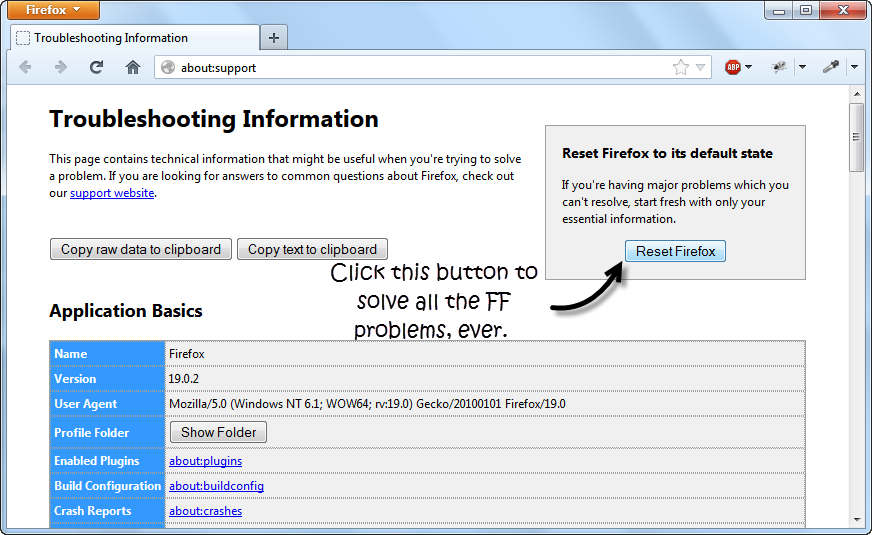 Firefox
Troubleshooting Information
about:support
ABP
Troubleshooting Information
This page contains technical information that might be useful when you're trying to solve
a problem. If you are looking for answers to common questions about Firefox, check out
our support website.
Reset Firefox to its default state
If you're having major problems which you
can't resolve, start fresh with only your
essential information.
Reset Firefox
Copy raw data to clipboard Copy text to clipboard
Click this button to
solve all the FF
problems, ever.
Application Basics
Name Firefox
Version 19.0.2
User Agent Mozilla/5.0 (Windows NT 6.1; WOW64; rv:19.0) Gecko/20100101 Firefox/19.0
Profile Folder Show Folder
Enabled Plugins about:plugins
Build Configuration about:buildconfig
Crash Reports about:crashes